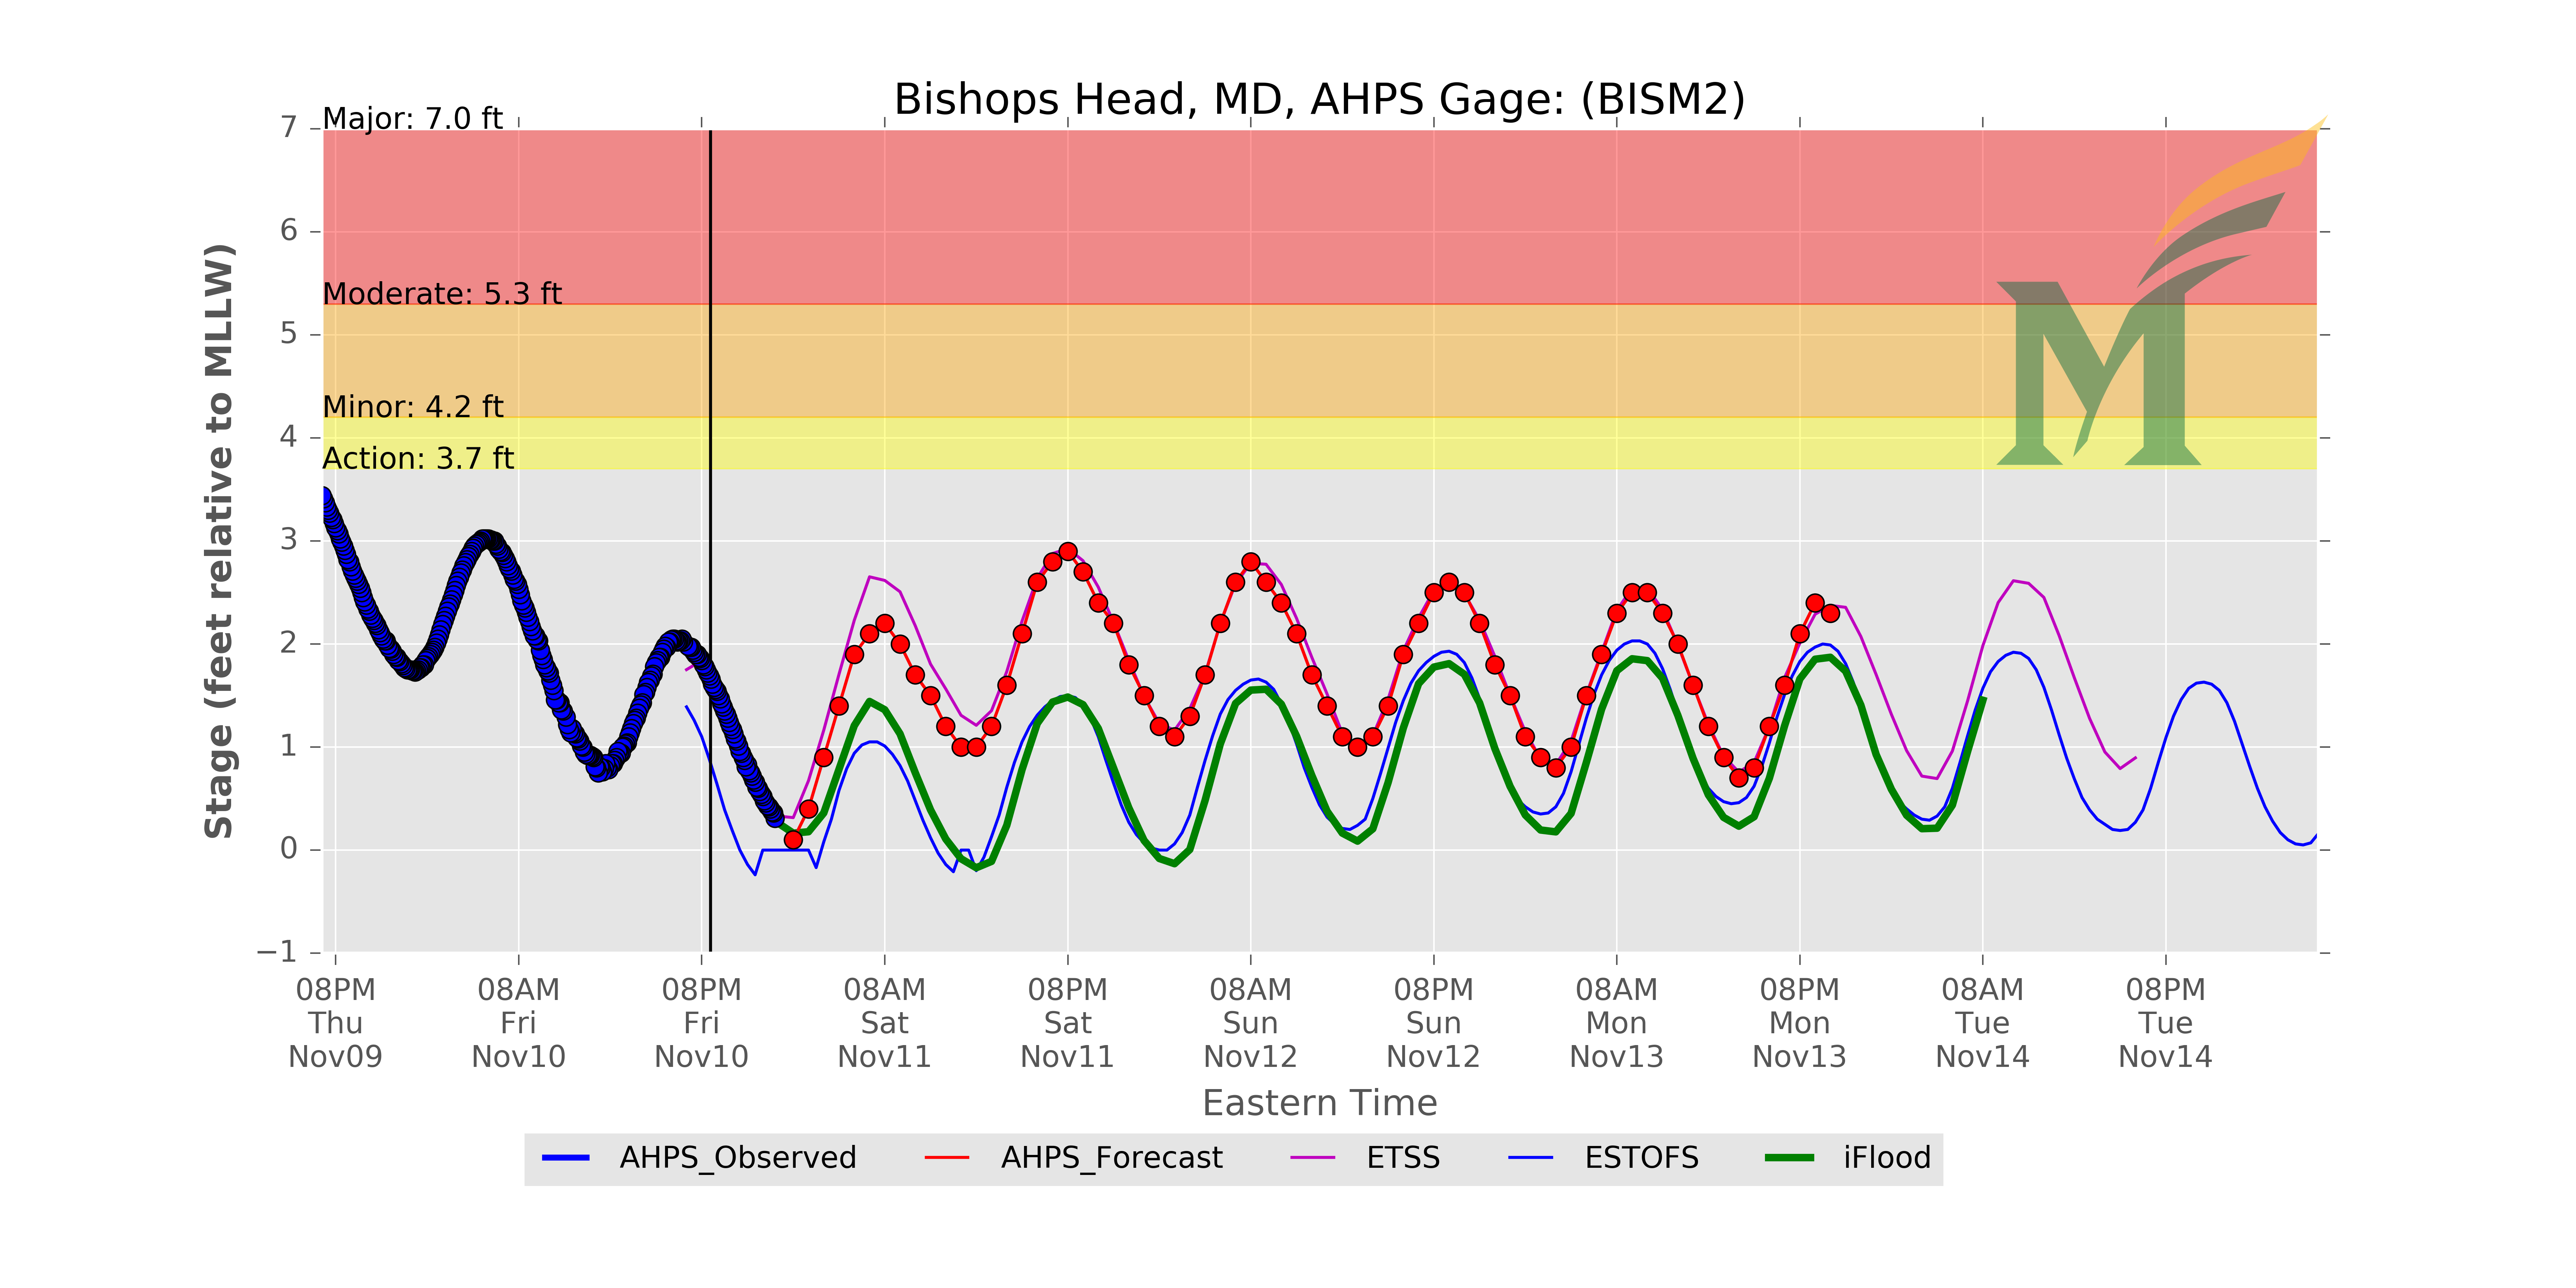 Bishops Head, MD, AHPS Gage: (BISM2)
Major: 7.0 ft
Moderate: 5.3 ft
Minor: 4.2 ft
Action: 3.7 ft
Stage (feet relative to MLLW)
7
6
5
4
3
2
1
0
−1
08PM Thu Nov09
08AM Fri Nov10
08PM Fri Nov10
08AM Sat Nov11
08PM Sat Nov11
08AM Sun Nov12
08PM Sun Nov12
08AM Mon Nov13
08PM Mon Nov13
08AM Tue Nov14
08PM Tue Nov14
Eastern Time
AHPS_Observed AHPS_Forecast ETSS ESTOFS iFlood
M